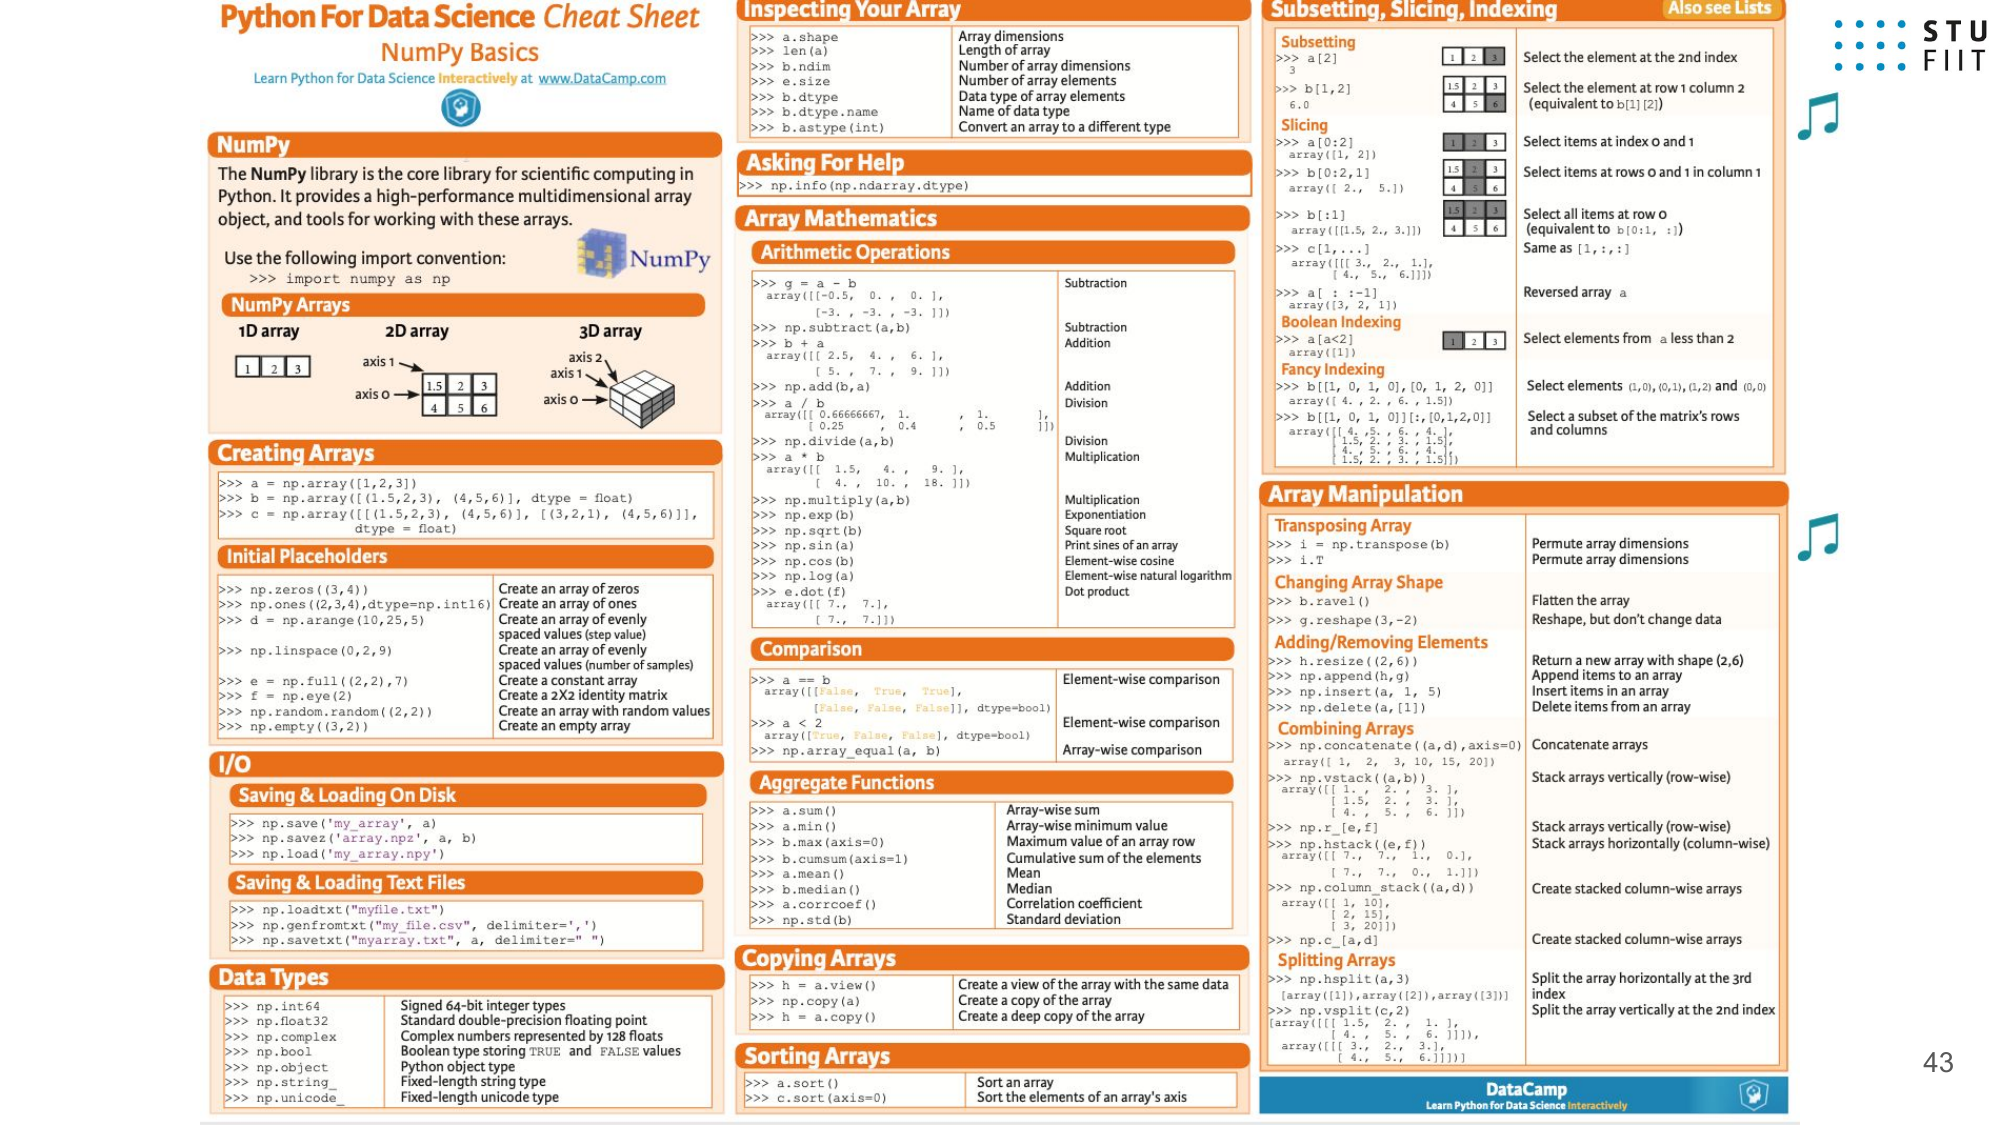 Python For Data Science Cheat Sheet
NumPy Basics
Learn Python for Data Science Interactively at www.DataCamp.com
NumPy
The NumPy library is the core library for scientific computing in
Python. It provides a high-performance multidimensional array
object, and tools for working with these arrays.
NumPy
Use the following import convention:
>>> import numpy as np
NumPy Arrays
1D array 2D array 3D array
1 2 3
axis 1
axis 0
1.5 2 3
4 5 6
axis 2
axis 1
axis 0
Creating Arrays
>>> a = np.array([1,2,3])
>>> b = np.array([(1.5,2,3), (4,5,6)], dtype = float)
>>> c = np.array([[(1.5,2,3), (4,5,6)], [(3,2,1), (4,5,6)]],
dtype = float)
Initial Placeholders
>>> np.zeros((3,4)) Create an array of zeros
>>> np.ones((2,3,4),dtype=np.int16) Create an array of ones
>>> d = np.arange(10,25,5) Create an array of evenly
spaced values (step value)
>>> np.linspace(0,2,9) Create an array of evenly
spaced values (number of samples)
>>> e = np.full((2,2),7) Create a constant array
>>> f = np.eye(2) Create a 2X2 identity matrix
>>> np.random.random((2,2)) Create an array with random values
>>> np.empty((3,2)) Create an empty array
I/O
Saving & Loading On Disk
>>> np.save('my_array', a)
>>> np.savez('array.npz', a, b)
>>> np.load('my_array.npy')
Saving & Loading Text Files
>>> np.loadtxt("myfile.txt")
>>> np.genfromtxt("my_file.csv", delimiter=',')
>>> np.savetxt("myarray.txt", a, delimiter=" ")
Data Types
>>> np.int64 Signed 64-bit integer types
>>> np.float32 Standard double-precision floating point
>>> np.complex Complex numbers represented by 128 floats
>>> np.bool Boolean type storing TRUE and FALSE values
>>> np.object Python object type
>>> np.string_ Fixed-length string type
>>> np.unicode_ Fixed-length unicode type
Inspecting Your Array
>>> a.shape Array dimensions
>>> len(a) Length of array
>>> b.ndim Number of array dimensions
>>> e.size Number of array elements
>>> b.dtype Data type of array elements
>>> b.dtype.name Name of data type
>>> b.astype(int) Convert an array to a different type
Asking For Help
>>> np.info(np.ndarray.dtype)
Array Mathematics
Arithmetic Operations
>>> g = a - b Subtraction
array([[-0.5, 0. , 0. ],
[-3. , -3. , -3. ]])
>>> np.subtract(a,b) Subtraction
>>> b + a Addition
array([[ 2.5, 4. , 6. ],
[ 5. , 7. , 9. ]])
>>> np.add(b,a) Addition
>>> a / b Division
array([[ 0.66666667, 1. , 1. ],
[ 0.25 , 0.4 , 0.5 ]])
>>> np.divide(a,b) Division
>>> a * b Multiplication
array([[ 1.5, 4. , 9. ],
[ 4. , 10. , 18. ]])
>>> np.multiply(a,b) Multiplication
>>> np.exp(b) Exponentiation
>>> np.sqrt(b) Square root
>>> np.sin(a) Print sines of an array
>>> np.cos(b) Element-wise cosine
>>> np.log(a) Element-wise natural logarithm
>>> e.dot(f) Dot product
array([[ 7., 7.],
[ 7., 7.]])
Comparison
>>> a == b Element-wise comparison
array([[False, True, True],
[False, False, False]], dtype=bool)
>>> a < 2 Element-wise comparison
array([True, False, False], dtype=bool)
>>> np.array_equal(a, b) Array-wise comparison
Aggregate Functions
>>> a.sum() Array-wise sum
>>> a.min() Array-wise minimum value
>>> b.max(axis=0) Maximum value of an array row
>>> b.cumsum(axis=1) Cumulative sum of the elements
>>> a.mean() Mean
>>> b.median() Median
>>> a.corrcoef() Correlation coefficient
>>> np.std(b) Standard deviation
Copying Arrays
>>> h = a.view() Create a view of the array with the same data
>>> np.copy(a) Create a copy of the array
>>> h = a.copy() Create a deep copy of the array
Sorting Arrays
>>> a.sort() Sort an array
>>> c.sort(axis=0) Sort the elements of an array's axis
Subsetting, Slicing, Indexing Also see Lists
Subsetting
>>> a[2] 1 2 3 Select the element at the 2nd index
3
>>> b[1,2] 1.5 2 3 Select the element at row 1 column 2
6.0 4 5 6 (equivalent to b[1][2])
Slicing
>>> a[0:2] 1 2 3 Select items at index 0 and 1
array([1, 2])
>>> b[0:2,1] 1.5 2 3 Select items at rows 0 and 1 in column 1
array([ 2., 5.]) 4 5 6
>>> b[:1] 1.5 2 3 Select all items at row 0
array([[1.5, 2., 3.]]) 4 5 6 (equivalent to b[0:1, :])
>>> c[1,...] Same as [1,:,:]
array([[[ 3., 2., 1.],
[ 4., 5., 6.]]])
>>> a[ : :-1] Reversed array a
array([3, 2, 1])
Boolean Indexing
>>> a[a<2] 1 2 3 Select elements from a less than 2
array([1])
Fancy Indexing
>>> b[[1, 0, 1, 0],[0, 1, 2, 0]] Select elements (1,0),(0,1),(1,2) and (0,0)
array([ 4. , 2. , 6. , 1.5])
>>> b[[1, 0, 1, 0]][:,[0,1,2,0]] Select a subset of the matrix's rows
array([[ 4. ,5. , 6. , 4. ], and columns
[ 1.5, 2. , 3. , 1.5],
[ 4. , 5. , 6. , 4. ],
[ 1.5, 2. , 3. , 1.5]])
Array Manipulation
Transposing Array
>>> i = np.transpose(b) Permute array dimensions
>>> i.T Permute array dimensions
Changing Array Shape
>>> b.ravel() Flatten the array
>>> g.reshape(3,-2) Reshape, but don't change data
Adding/Removing Elements
>>> h.resize((2,6)) Return a new array with shape (2,6)
>>> np.append(h,g) Append items to an array
>>> np.insert(a, 1, 5) Insert items in an array
>>> np.delete(a,[1]) Delete items from an array
Combining Arrays
>>> np.concatenate((a,d),axis=0) Concatenate arrays
array([ 1, 2, 3, 10, 15, 20])
>>> np.vstack((a,b)) Stack arrays vertically (row-wise)
array([[ 1. , 2. , 3. ],
[ 1.5, 2. , 3. ],
[ 4. , 5. , 6. ]])
>>> np.r_[e,f] Stack arrays vertically (row-wise)
>>> np.hstack((e,f)) Stack arrays horizontally (column-wise)
array([[ 7., 7., 1., 0.],
[ 7., 7., 0., 1.]])
>>> np.column_stack((a,d)) Create stacked column-wise arrays
array([[ 1, 10],
[ 2, 15],
[ 3, 20]])
>>> np.c_[a,d] Create stacked column-wise arrays
Splitting Arrays
>>> np.hsplit(a,3) Split the array horizontally at the 3rd
[array([1]),array([2]),array([3])] index
>>> np.vsplit(c,2) Split the array vertically at the 2nd index
[array([[[ 1.5, 2. , 1. ],
[ 4. , 5. , 6. ]]]),
array([[[ 3., 2., 3.],
[ 4., 5., 6.]]])]
DataCamp
Learn Python for Data Science Interactively
STU
FIIT
43